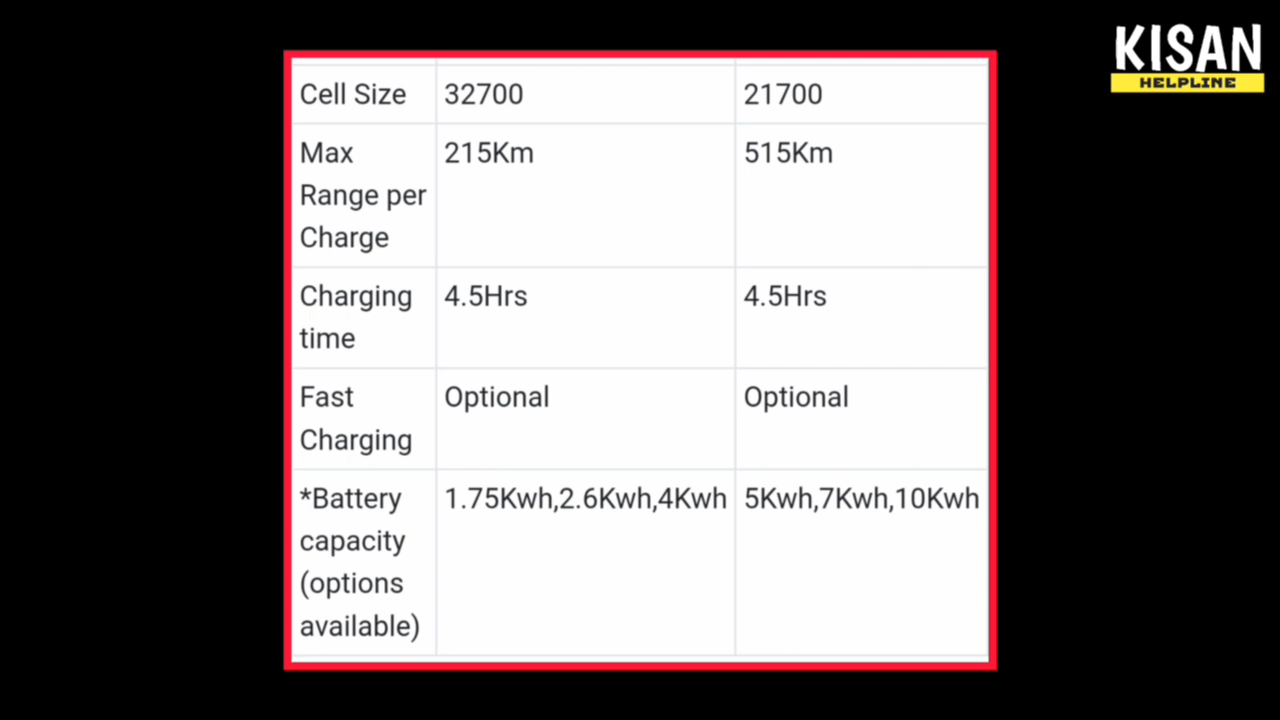 KISAN
HELPLINE
Cell Size 32700 21700
Max 215Km 515Km
Range per
Charge
Charging 4.5Hrs 4.5Hrs
time
Fast Optional Optional
Charging
*Battery 1.75Kwh,2.6Kwh,4Kwh 5Kwh,7Kwh,10Kwh
capacity
(options
available)